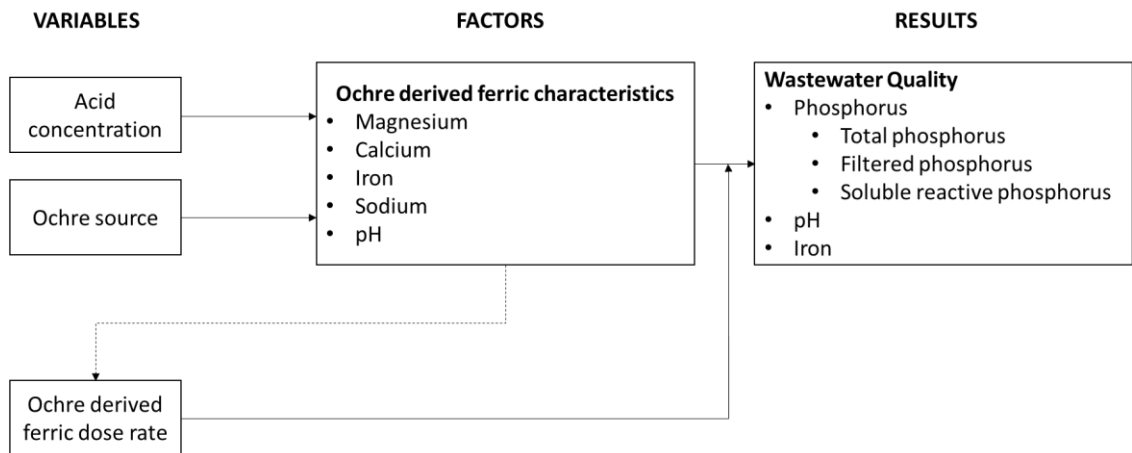 VARIABLES
FACTORS
RESULTS
Acid
concentration
Ochre source
Ochre derived ferric characteristics
• Magnesium
• Calcium
• Iron
• Sodium
• pH
Wastewater Quality
• Phosphorus
• Total phosphorus
• Filtered phosphorus
• Soluble reactive phosphorus
• pH
• Iron
Ochre derived
ferric dose rate